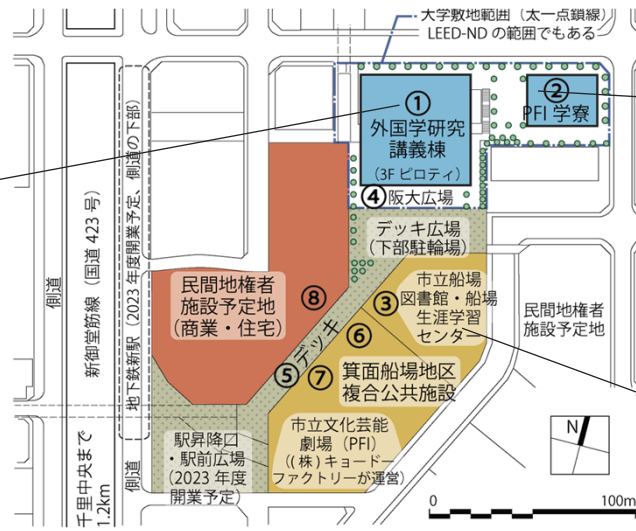 大学敷地範囲（太一点鎖線）
LEED-ND の範囲でもある
①
外国学研究
講義棟
（3F ピロティ）
②
PFI 学寮
④ 阪大広場
デッキ広場
（下部駐輪場）
民間地権者
施設予定地
（商業・住宅）
⑧
③ 市立船場
図書館・船場
生涯学習
センター
民間地権者
施設予定地
デッキ
⑤
⑥
⑦
箕面船場地区
複合公共施設
市立文化芸能
劇場（PFI）
（（株）キョードー
ファクトリーが運営）
駅昇降口
・駅前広場
（2023 年度
開業予定）
側道
新御堂筋線（国道 423 号）
地下鉄新駅（2023 年度開業予定、側道の下部）
千里中央まで
1.2km
側道
N
0
100m